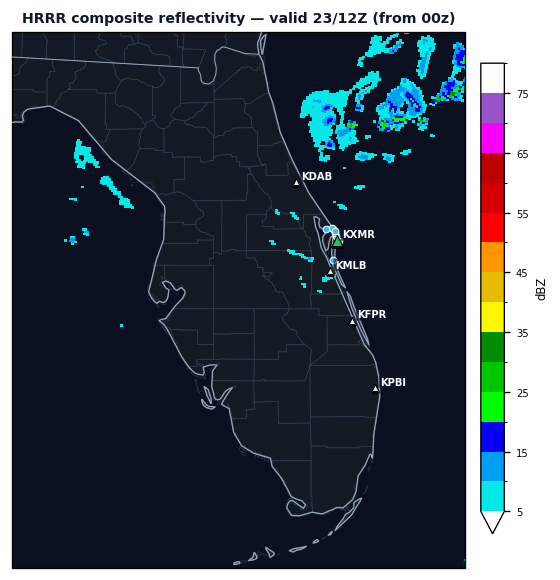 HRRR composite reflectivity — valid 23/12Z (from 00z)
KDAB
KXMR
KMLB
KFPR
KPBI
75
65
55
45
35
25
15
5
dBZ